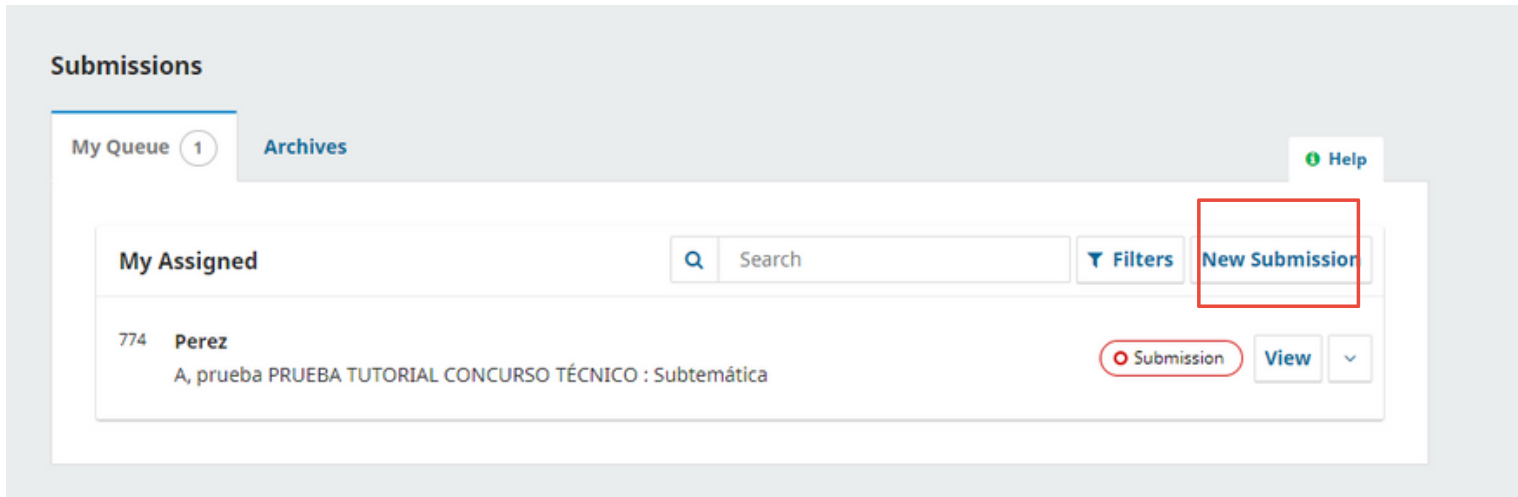 Submissions
My Queue 1 Archives
Help
My Assigned Search Filters New Submission
774 Perez Submission View
A, prueba PRUEBA TUTORIAL CONCURSO TÉCNICO : Subtemática